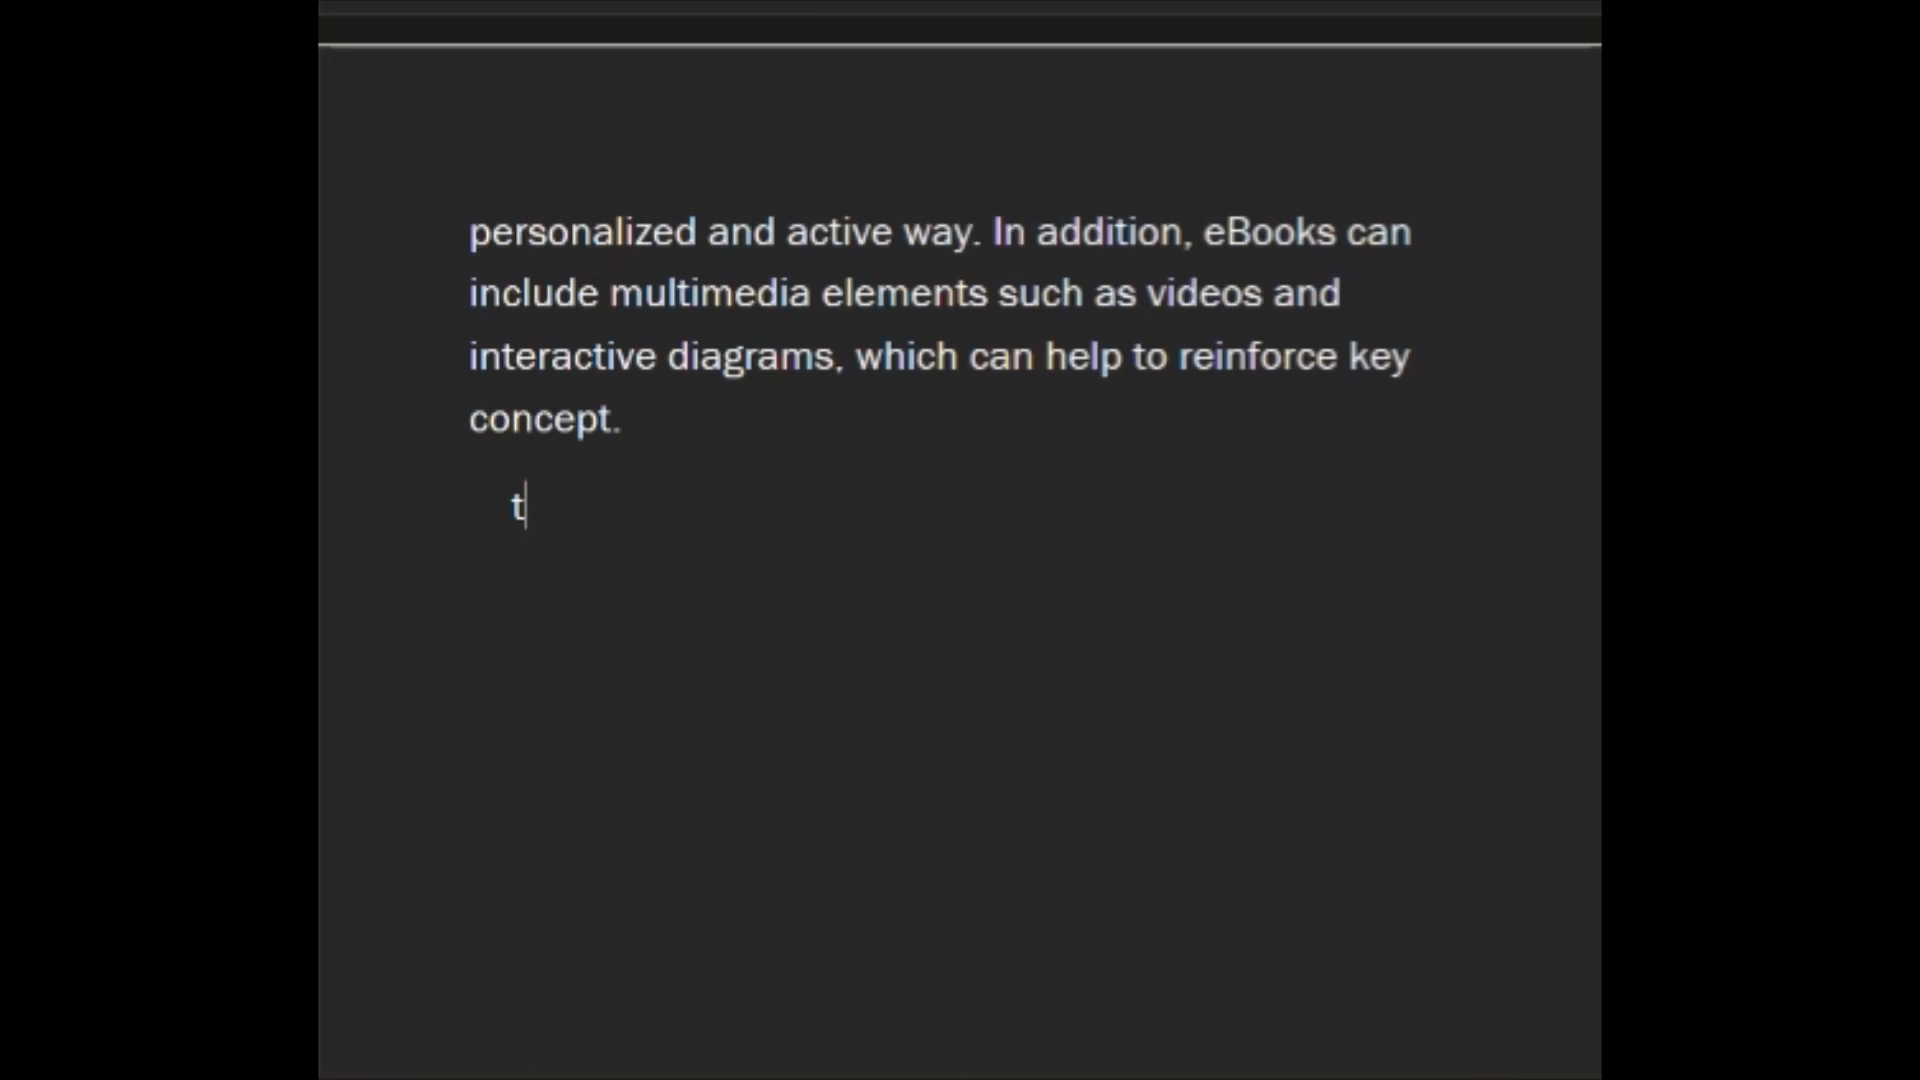 personalized and active way. In addition, eBooks can
include multimedia elements such as videos and
interactive diagrams, which can help to reinforce key
concept.
t